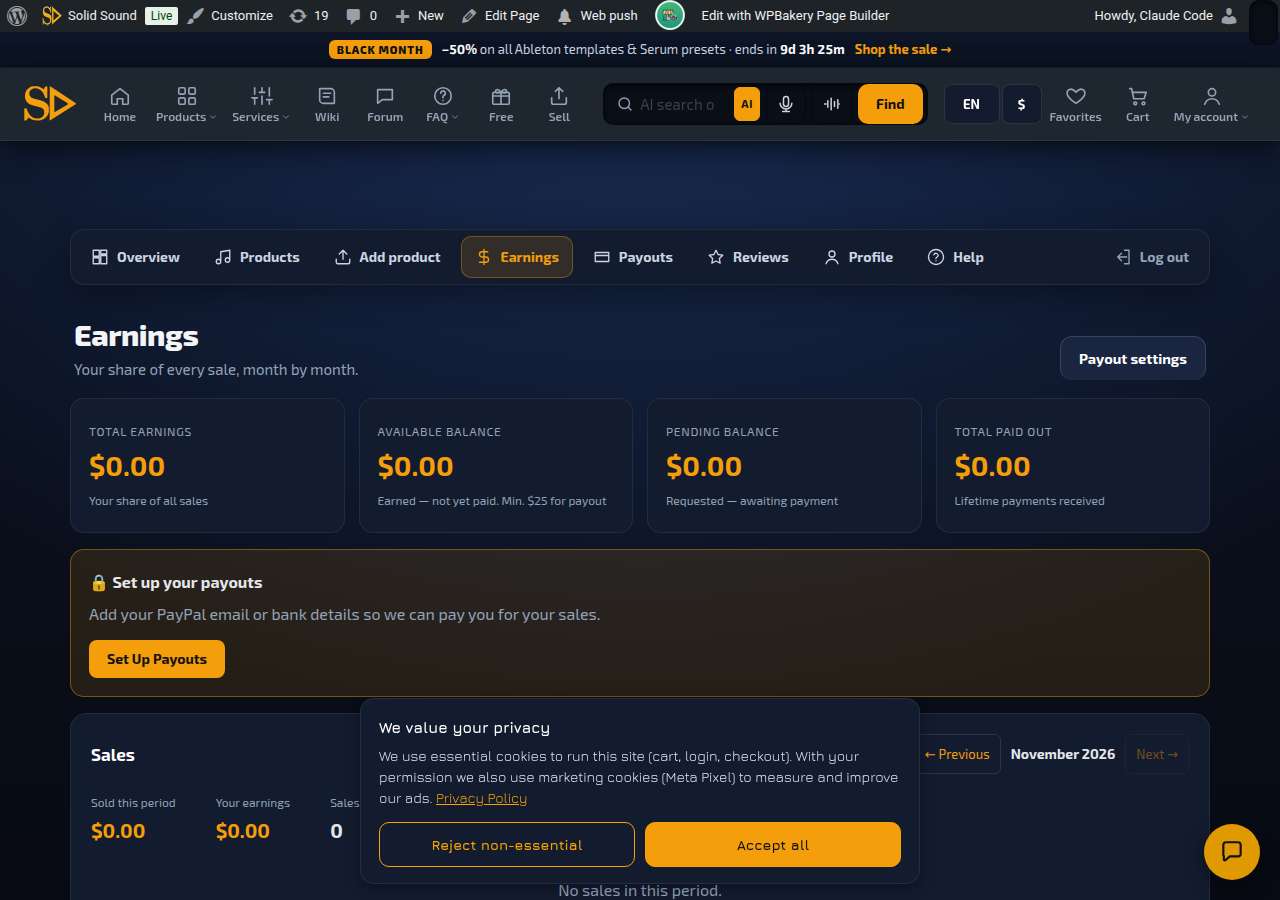 Solid Sound Live Customize 19 0 New Edit Page Web push Edit with WPBakery Page Builder Howdy, Claude Code
BLACK MONTH −50% on all Ableton templates & Serum presets · ends in 9d 3h 25m Shop the sale →
Home Products Services Wiki Forum FAQ Free Sell AI search o AI Find EN $ Favorites Cart My account
Overview Products Add product Earnings Payouts Reviews Profile Help Log out
Earnings
Your share of every sale, month by month.
Payout settings
TOTAL EARNINGS
$0.00
Your share of all sales
AVAILABLE BALANCE
$0.00
Earned — not yet paid. Min. $25 for payout
PENDING BALANCE
$0.00
Requested — awaiting payment
TOTAL PAID OUT
$0.00
Lifetime payments received
🔒 Set up your payouts
Add your PayPal email or bank details so we can pay you for your sales.
Set Up Payouts
Sales
← Previous November 2026 Next →
Sold this period Your earnings Sales
$0.00 $0.00 0
No sales in this period.
We value your privacy
We use essential cookies to run this site (cart, login, checkout). With your
permission we also use marketing cookies (Meta Pixel) to measure and improve
our ads. Privacy Policy
Reject non-essential Accept all